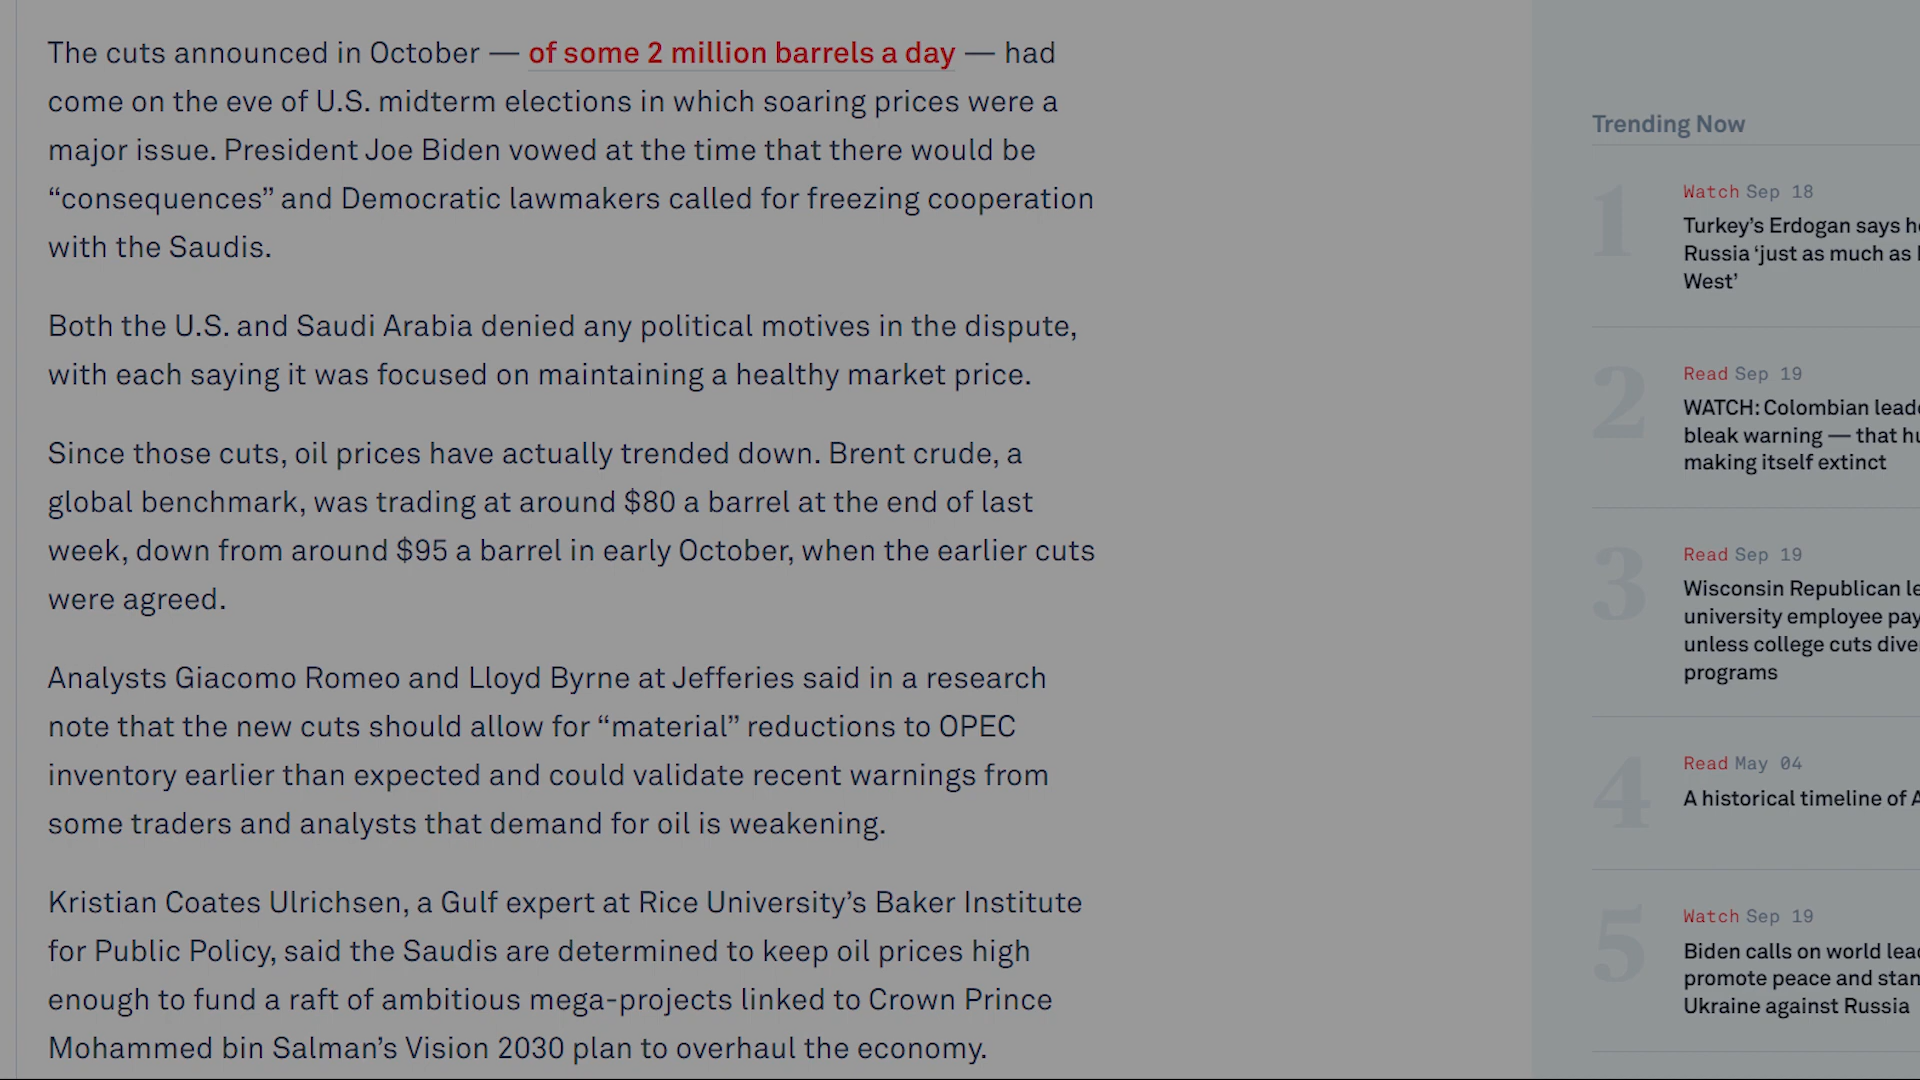 The cuts announced in October — of some 2 million barrels a day — had
come on the eve of U.S. midterm elections in which soaring prices were a
major issue. President Joe Biden vowed at the time that there would be
“consequences” and Democratic lawmakers called for freezing cooperation
with the Saudis.
Both the U.S. and Saudi Arabia denied any political motives in the dispute,
with each saying it was focused on maintaining a healthy market price.
Since those cuts, oil prices have actually trended down. Brent crude, a
global benchmark, was trading at around $80 a barrel at the end of last
week, down from around $95 a barrel in early October, when the earlier cuts
were agreed.
Analysts Giacomo Romeo and Lloyd Byrne at Jefferies said in a research
note that the new cuts should allow for “material” reductions to OPEC
inventory earlier than expected and could validate recent warnings from
some traders and analysts that demand for oil is weakening.
Kristian Coates Ulrichsen, a Gulf expert at Rice University’s Baker Institute
for Public Policy, said the Saudis are determined to keep oil prices high
enough to fund a raft of ambitious mega-projects linked to Crown Prince
Mohammed bin Salman’s Vision 2030 plan to overhaul the economy.
Trending Now
1
Watch Sep 18
Turkey’s Erdogan says
Russia ‘just as much as
West’
2
Read Sep 19
WATCH: Colombian
bleak warning — that
making itself extinct
3
Read Sep 19
Wisconsin Republican
university employee
unless college cuts
programs
4
Read May 04
A historical timeline of
5
Watch Sep 19
Biden calls on world
promote peace and
Ukraine against Russia